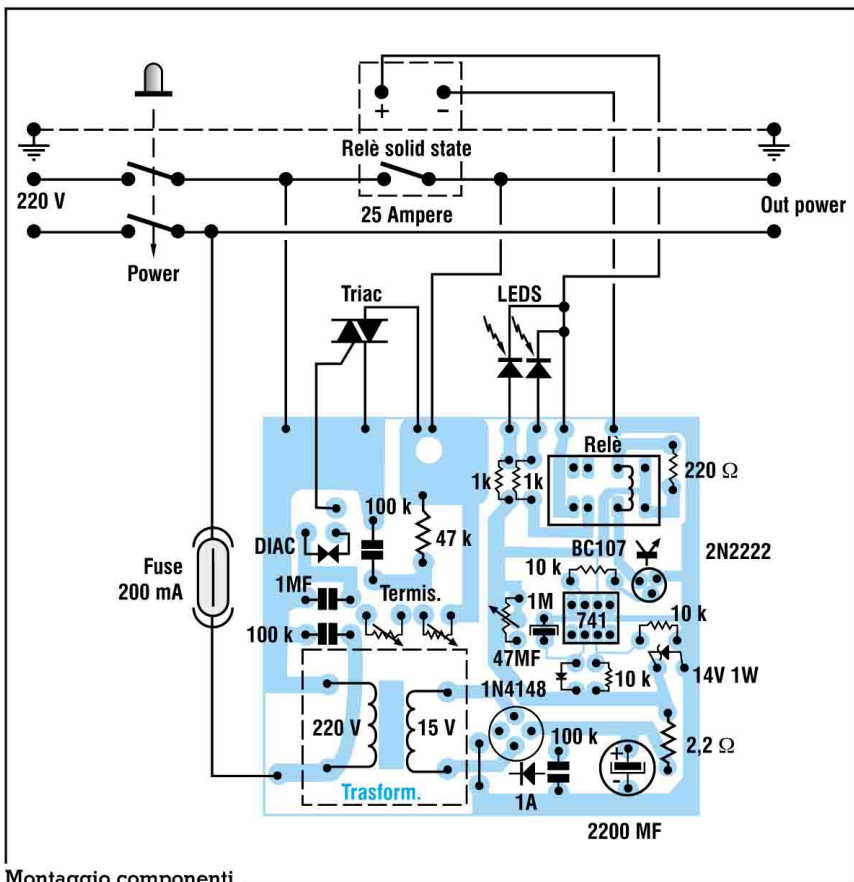 + -
Relè solid state
220 V
25 Ampere
Out power
Power
Triac
LEDS
Relè
1k 1k
220 Ω
100 k
47 k
DIAC
BC107
2N2222
Fuse
200 mA
10 k
1MF
Termis.
1M
741
10 k
100 k
47MF
10 k
14V 1W
1N4148
220 V
15 V
100 k
2,2 Ω
+
-
Trasform.
1A
2200 MF
Montaggio componenti